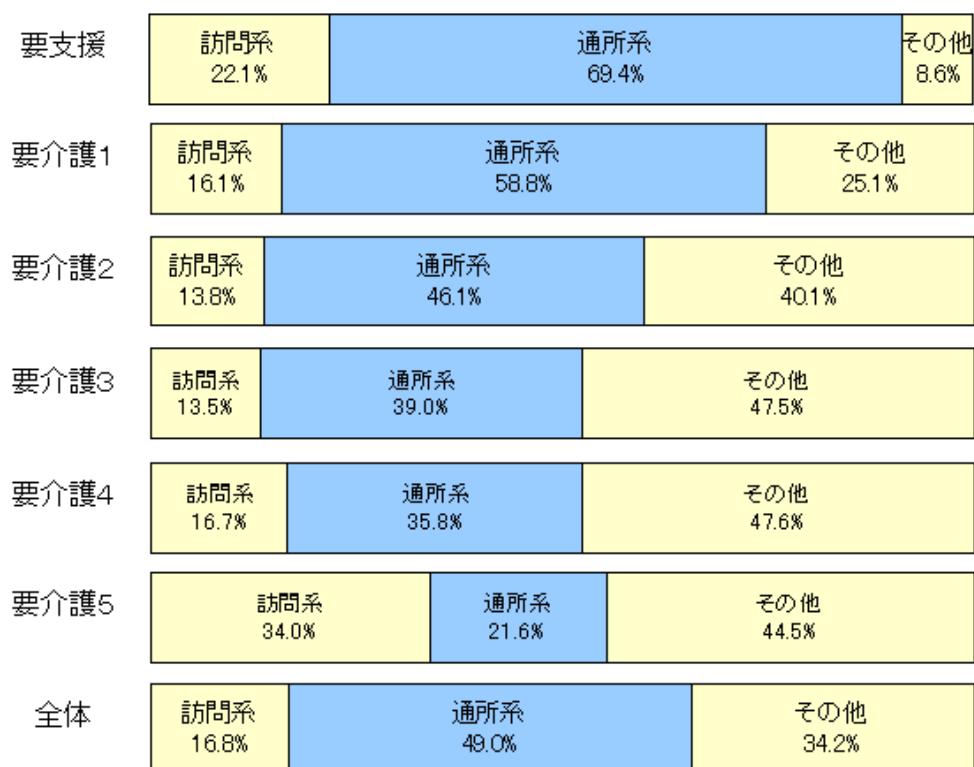 要支援
訪問系 通所系 その他
22.1% 69.4% 8.6%
要介護1
訪問系 通所系 その他
16.1% 58.8% 25.1%
要介護2
訪問系 通所系 その他
13.8% 46.1% 40.1%
要介護3
訪問系 通所系 その他
13.5% 39.0% 47.5%
要介護4
訪問系 通所系 その他
16.7% 35.8% 47.6%
要介護5
訪問系 通所系 その他
34.0% 21.6% 44.5%
全体
訪問系 通所系 その他
16.8% 49.0% 34.2%